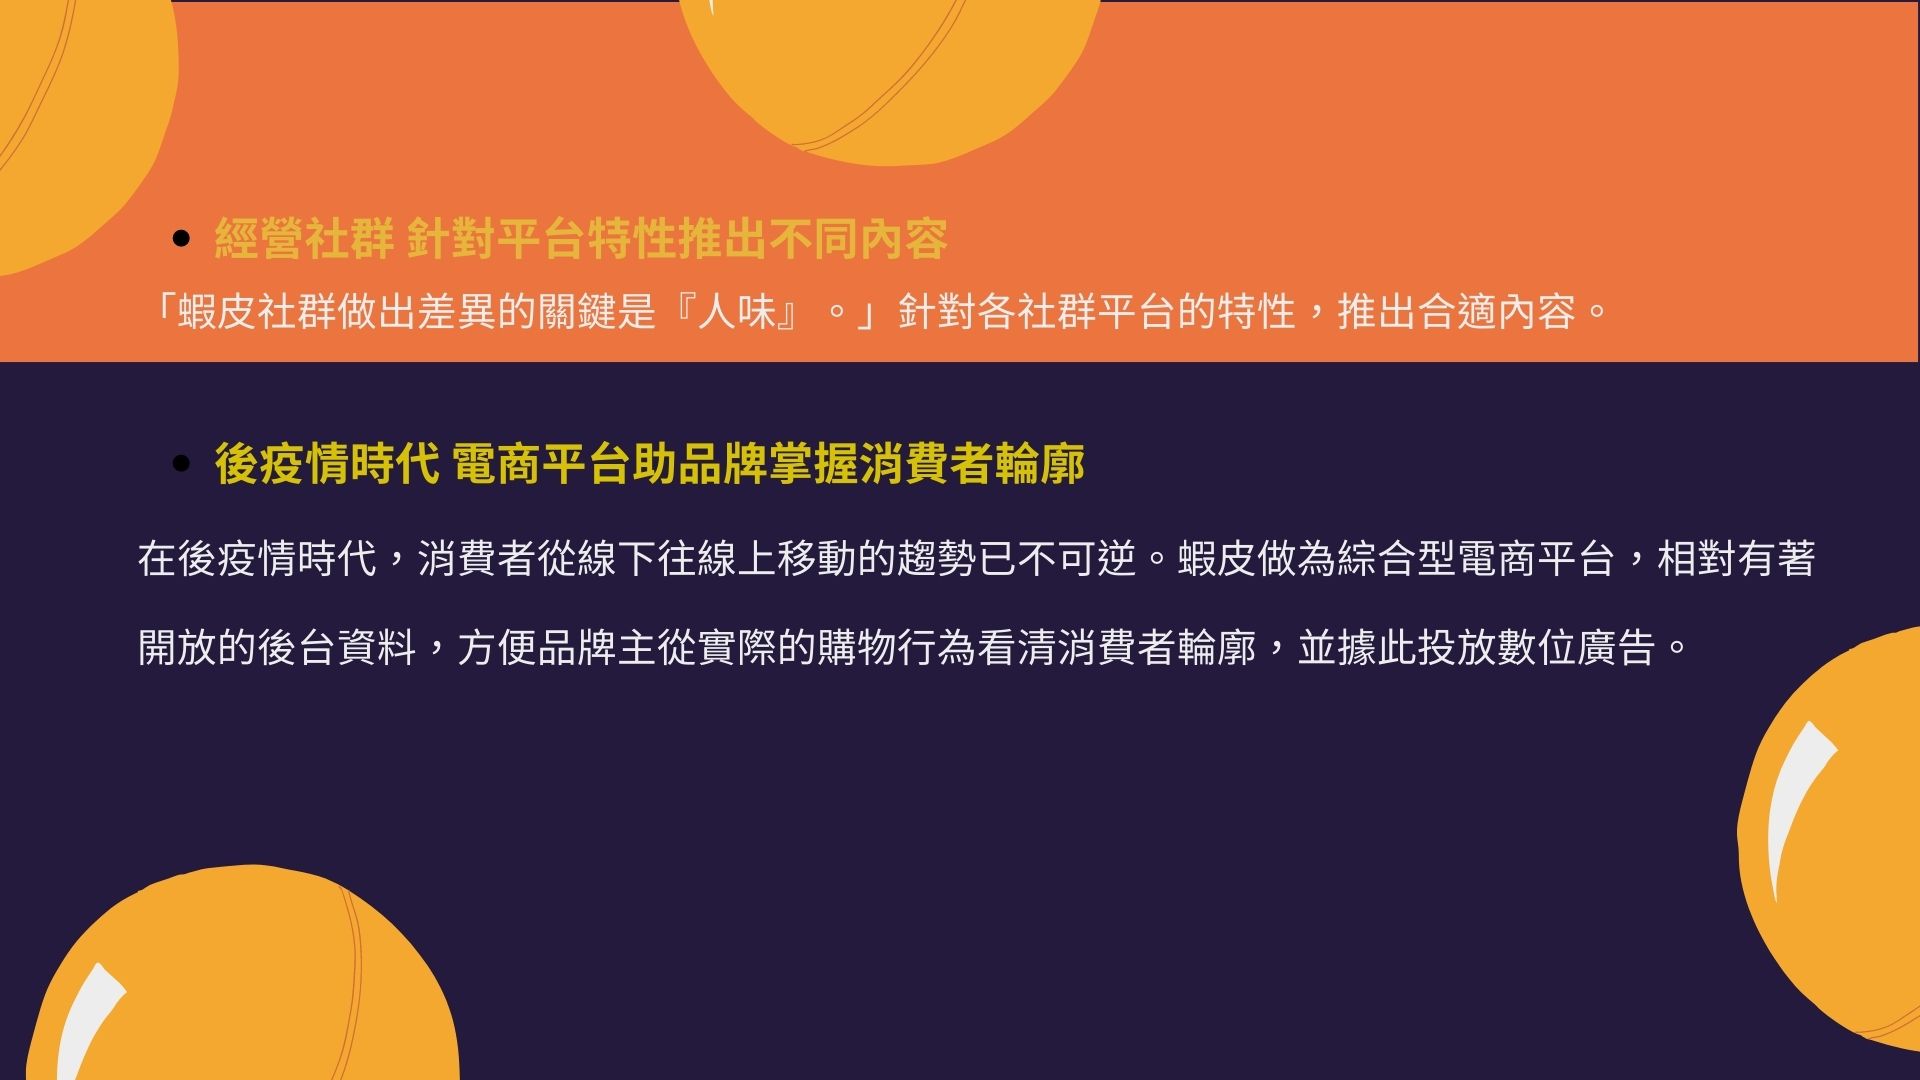 • 經營社群 針對平台特性推出不同內容
「蝦皮社群做出差異的關鍵是『人味』。」針對各社群平台的特性，推出合適內容。
• 後疫情時代 電商平台助品牌掌握消費者輪廓
在後疫情時代，消費者從線下往線上移動的趨勢已不可逆。蝦皮做為綜合型電商平台，相對有著
開放的後台資料，方便品牌主從實際的購物行為看清消費者輪廓，並據此投放數位廣告。